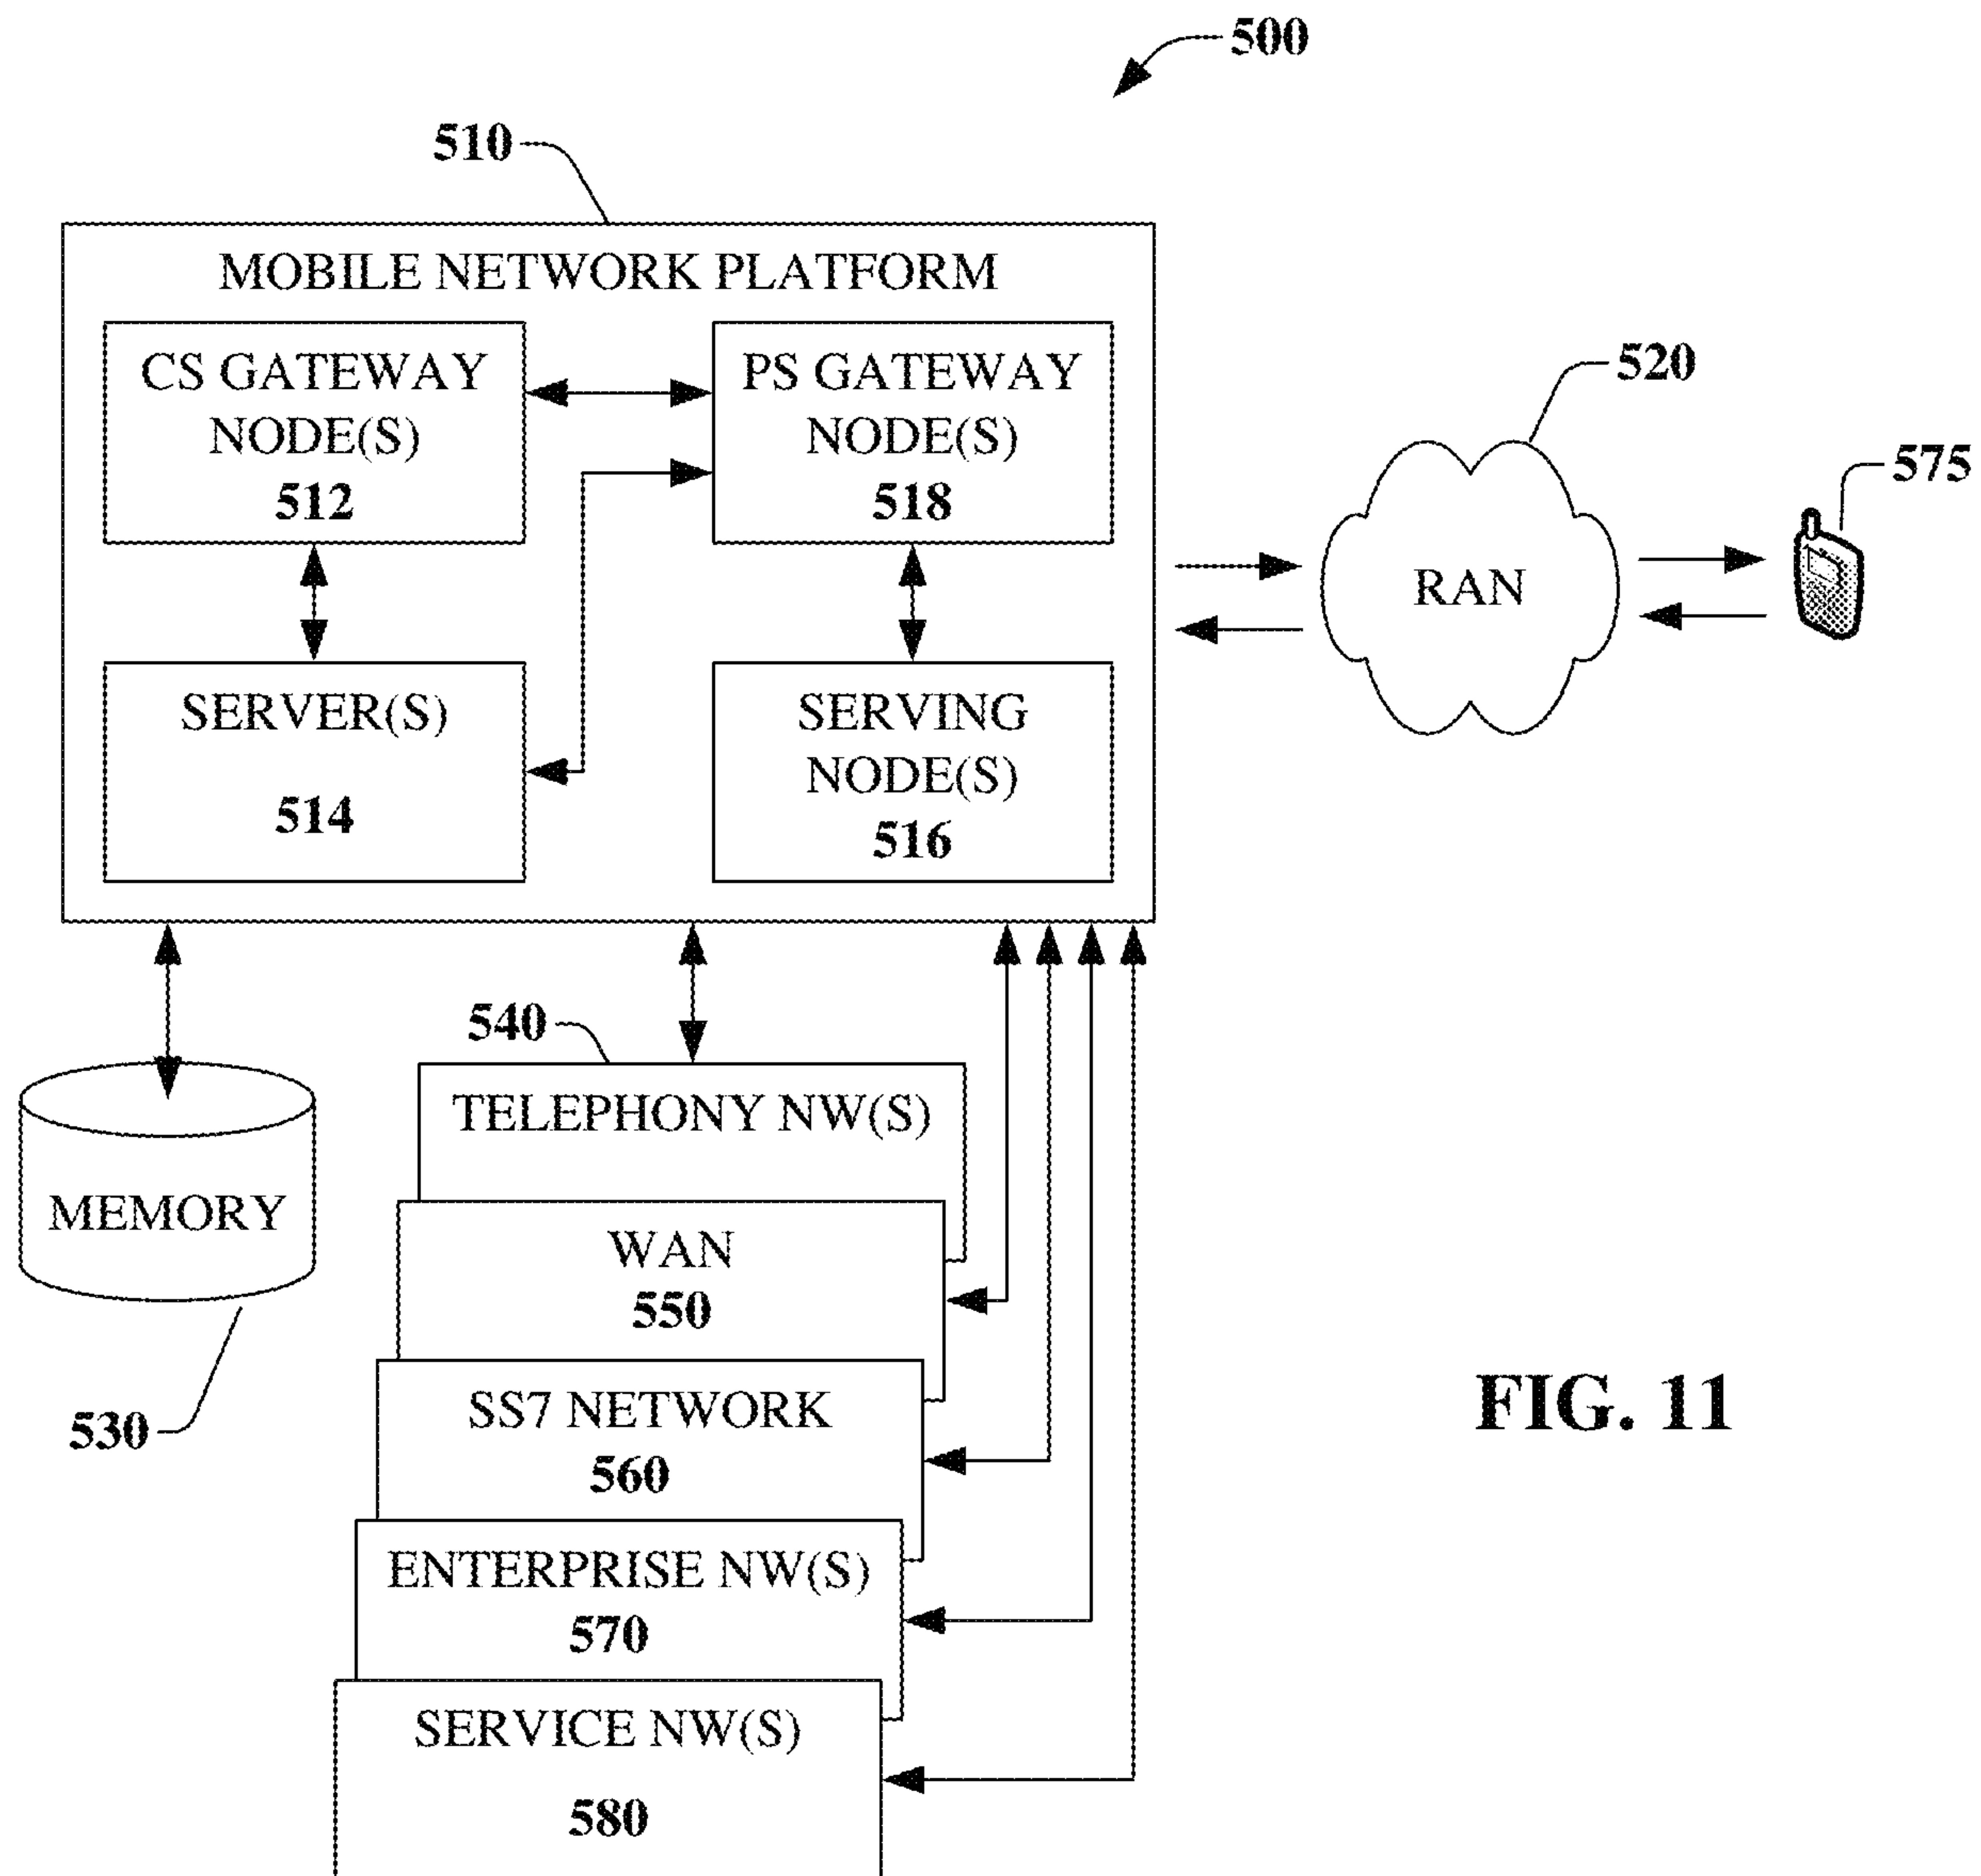 500
510
MOBILE NETWORK PLATFORM
CS GATEWAY
NODE(S)
512
PS GATEWAY
NODE(S)
518
SERVER(S)
514
SERVING
NODE(S)
516
520
RAN
575
540
TELEPHONY NW(S)
MEMORY
530
WAN
550
SS7 NETWORK
560
ENTERPRISE NW(S)
570
SERVICE NW(S)
580
FIG. 11